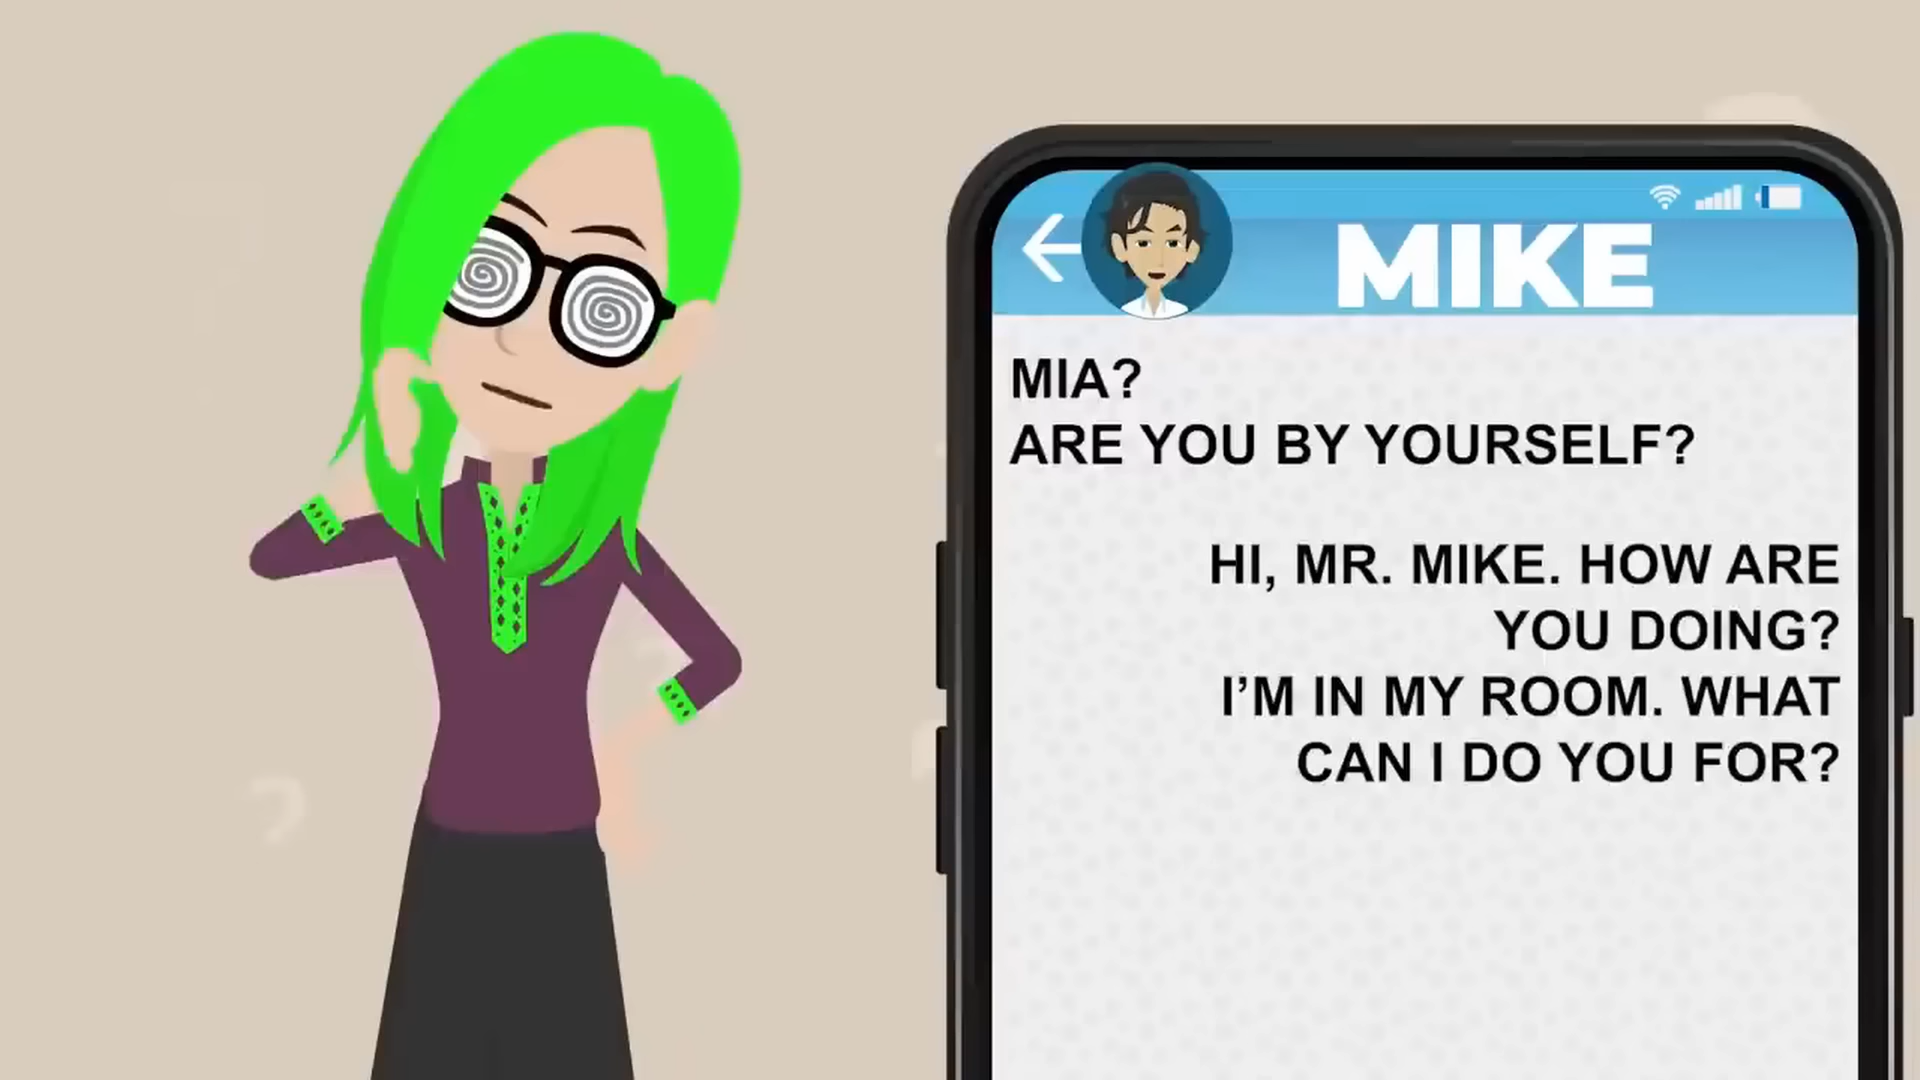 MIKE
MIA?
ARE YOU BY YOURSELF?
HI, MR. MIKE. HOW ARE
YOU DOING?
I’M IN MY ROOM. WHAT
CAN I DO YOU FOR?